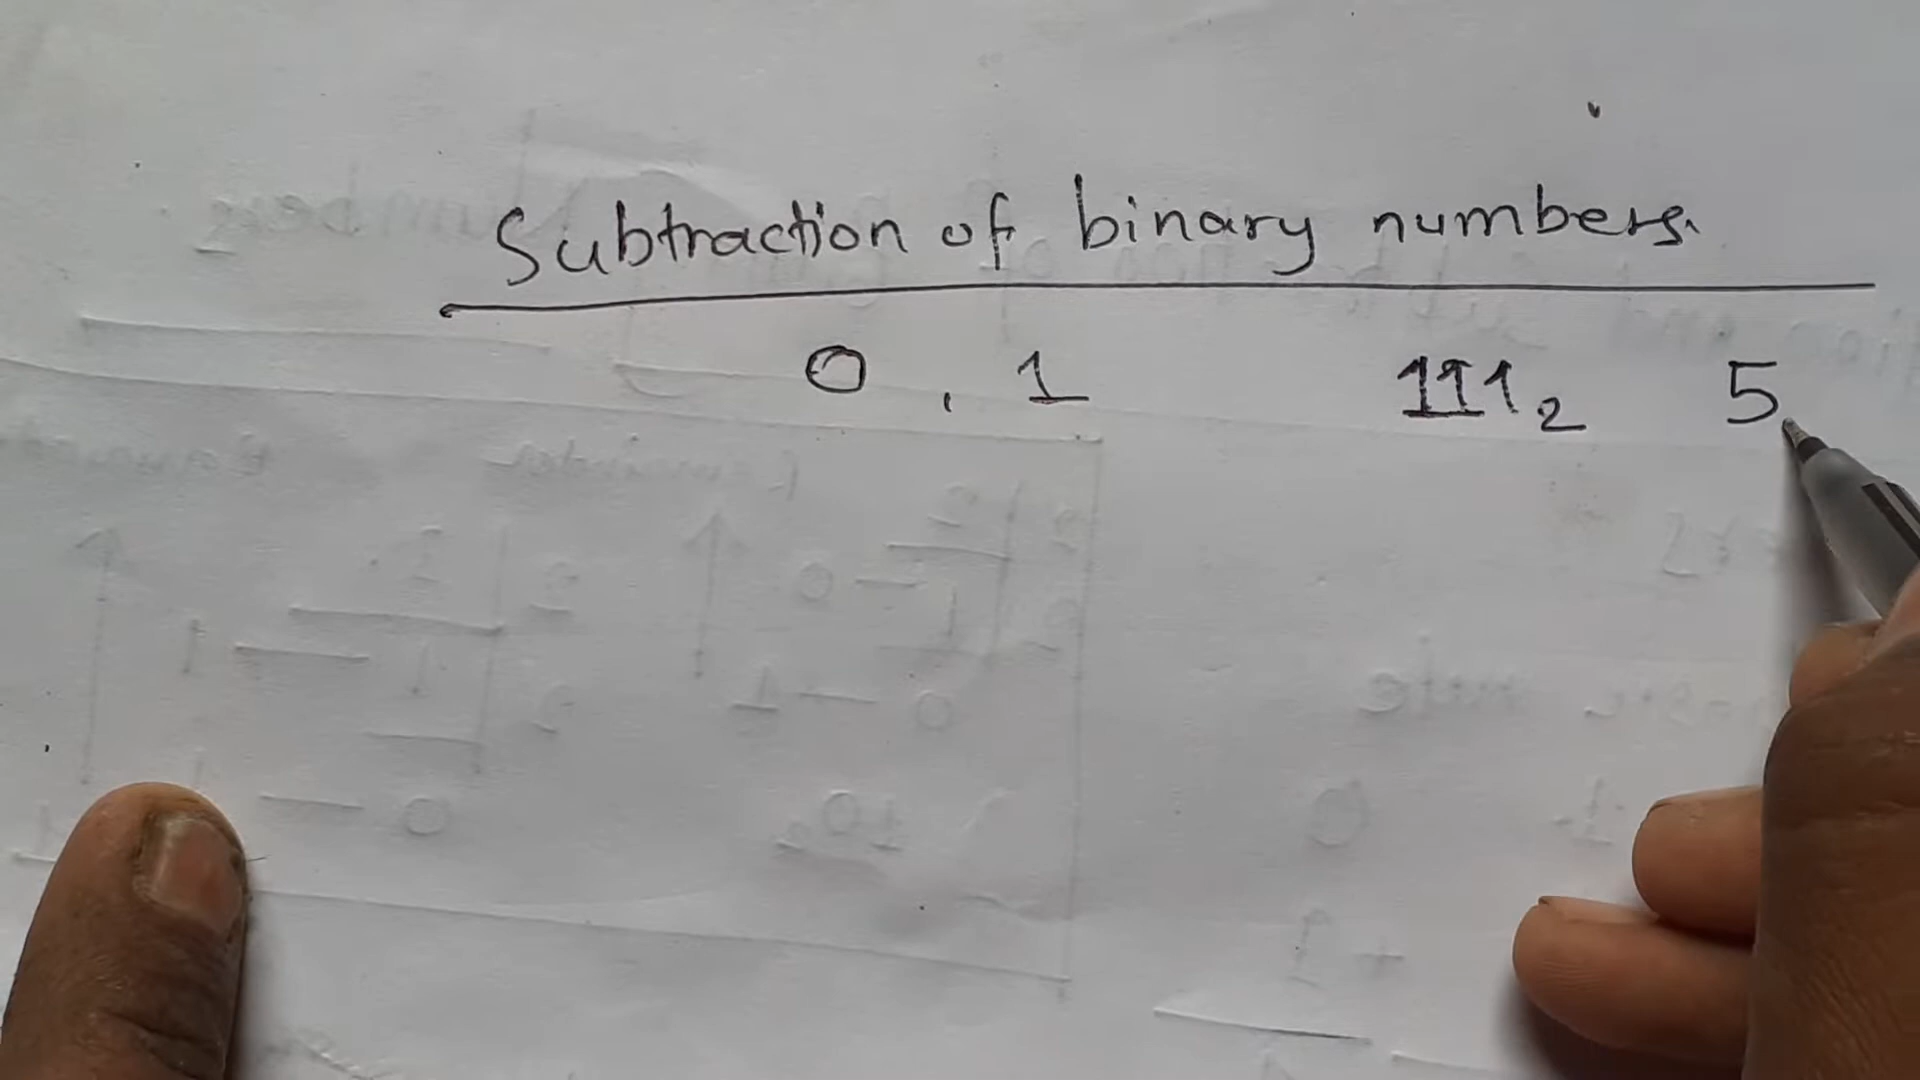 Subtraction of binary numbers.
0 , 1 111₂ 5